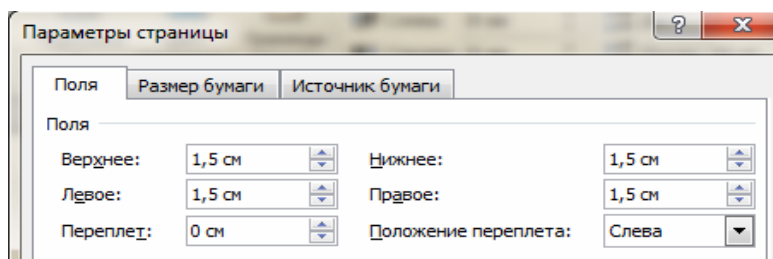 Параметры страницы
Поля Размер бумаги Источник бумаги
Поля
Верхнее: 1,5 см Нижнее: 1,5 см
Левое: 1,5 см Правое: 1,5 см
Переплет: 0 см Положение переплета: Слева